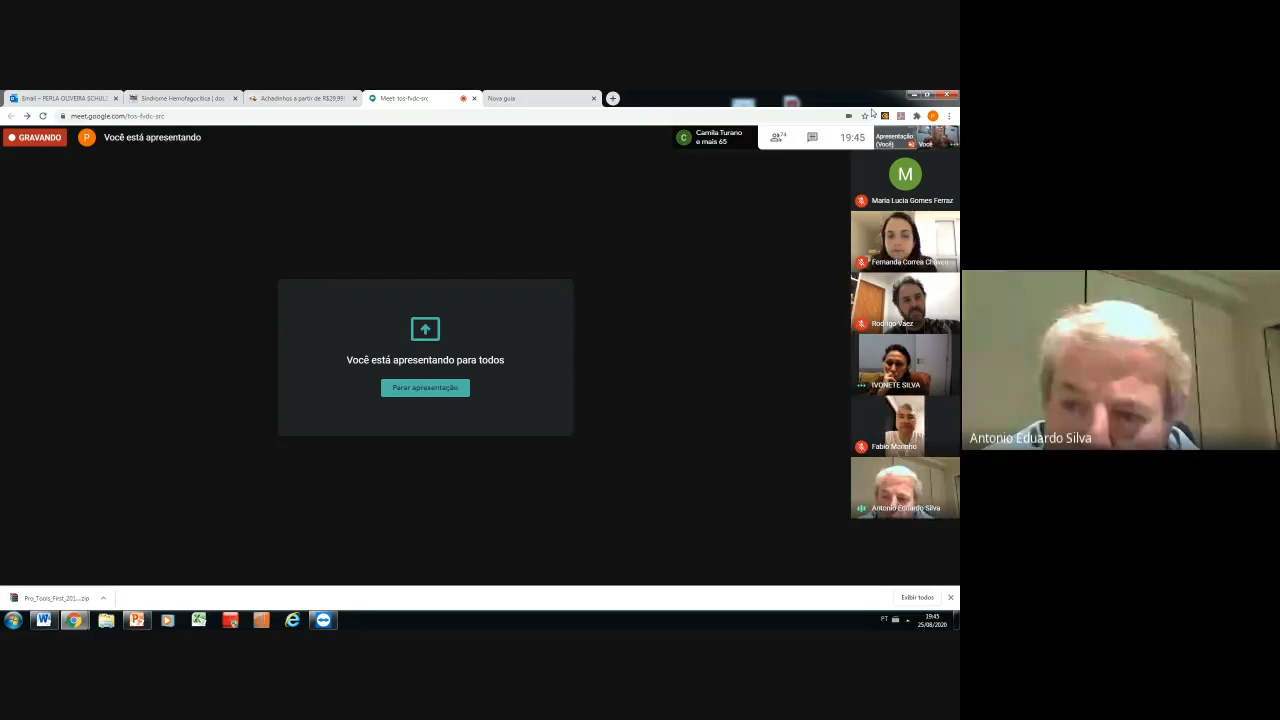 Email – PERLA OLIVEIRA SCHUL
Síndrome Hemofagocítica | dos
Achadinhos a partir de R$29,99!
Meet: tos-fvdc-src
Nova guia
meet.google.com/tos-fvdc-src
GRAVANDO
P
Você está apresentando
C
Camila Turano
e mais 65
74
19:45
Apresentação
(Você)
Você
M
Maria Lucia Gomes Ferraz
Fernanda Correa Chaves
Rodrigo Vaez
IVONETE SILVA
Fabio Marinho
Antonio Eduardo Silva
Você está apresentando para todos
Parar apresentação
Antonio Eduardo Silva
Pro_Tools_First_201....zip
Exibir todos
PT
19:45
25/08/2020